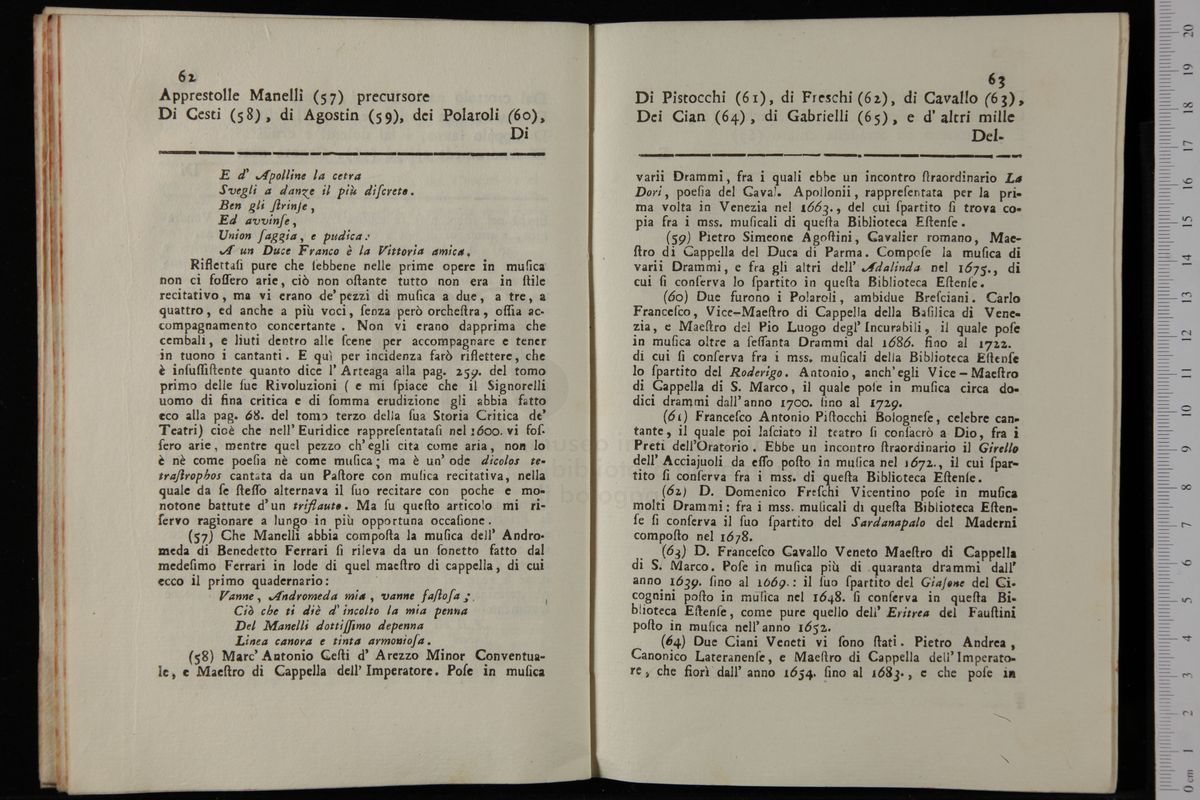 62
Apprestolle Manelli (57) precursore
Di Cesti (58), di Agostin (59), dei Polaroli (60),
Di
E d' Apolline la cetra
Svegli a danze il più diſcreto.
Ben gli ſtrinſe,
Ed avvinſe,
Union ſaggia, e pudica:
A un Duce Franco è la Vittoria amica.
Riflettaſi pure che ſebbene nelle prime opere in muſica
non ci foſſero arie, ciò non oſtante tutto non era in ſtile
recitativo, ma vi erano de' pezzi di muſica a due, a tre, a
quattro, ed anche a più voci, ſenza però orcheſtra, oſſia ac-
compagnamento concertante. Non vi erano dapprima che
cembali, e liuti dentro alle ſcene per accompagnare e tener
in tuono i cantanti. E quì per incidenza farò riflettere, che
è inſuſſiſtente quanto dice l'Arteaga alla pag. 259. del tomo
primo delle ſue Rivoluzioni (e mi ſpiace che il Signorelli
uomo di fina critica e di ſomma erudizione gli abbia fatto
eco alla pag. 68. del tomo terzo della ſua Storia Critica de'
Teatri) cioè che nell'Euridice rappreſentataſi nel 1600. vi foſ-
ſero arie, mentre quel pezzo ch'egli cita come aria, non lo
è nè come poeſia nè come muſica; ma è un' ode dicolos te-
traſtrophos cantata da un Paſtore con muſica recitativa, nella
quale da ſe ſteſſo alternava il ſuo recitare con poche e mo-
notone battute d'un triflauto. Ma ſu queſto articolo mi ri-
ſervo ragionare a lungo in più opportuna occaſione.
(57) Che Manelli abbia compoſta la muſica dell' Andro-
meda di Benedetto Ferrari ſi rileva da un ſonetto fatto dal
medeſimo Ferrari in lode di quel maeſtro di cappella, di cui
ecco il primo quadernario:
Vanne, Andromeda mia, vanne faſtoſa;
Ciò che ti diè d'incolto la mia penna
Del Manelli dottiſſimo depenna
Linea canora e tinta armonioſa.
(58) Marc' Antonio Ceſti d' Arezzo Minor Conventua-
le, e Maeſtro di Cappella dell' Imperatore. Poſe in muſica
63
Di Pistocchi (61), di Freschi (62), di Cavallo (63),
Dei Cian (64), di Gabrielli (65), e d' altri mille
Del-
varii Drammi, fra i quali ebbe un incontro ſtraordinario La
Dori, poeſia del Caval. Apollonii, rappreſentata per la pri-
ma volta in Venezia nel 1663., del cui ſpartito ſi trova co-
pia fra i mss. muſicali di queſta Biblioteca Eſtenſe.
(59) Pietro Simeone Agoſtini, Cavalier romano, Mae-
ſtro di Cappella del Duca di Parma. Compoſe la muſica di
varii Drammi, e fra gli altri dell' Adalinda nel 1675., di
cui ſi conſerva lo ſpartito in queſta Biblioteca Eſtenſe.
(60) Due furono i Polaroli, ambidue Breſciani. Carlo
Franceſco, Vice-Maeſtro di Cappella della Baſilica di Vene-
zia, e Maeſtro del Pio Luogo degl' Incurabili, il quale poſe
in muſica oltre a ſeſſanta Drammi dal 1686. fino al 1722.
di cui ſi conſerva fra i mss. muſicali della Biblioteca Eſtenſe
lo ſpartito del Roderigo. Antonio, anch'egli Vice-Maeſtro
di Cappella di S. Marco, il quale poſe in muſica circa do-
dici drammi dall'anno 1700. ſino al 1729.
(61) Franceſco Antonio Piſtocchi Bologneſe, celebre can-
tante, il quale poi laſciato il teatro ſi conſacrò a Dio, fra i
Preti dell'Oratorio. Ebbe un incontro ſtraordinario il Girello
dell' Acciajuoli da eſſo poſto in muſica nel 1672., il cui ſpar-
tito ſi conſerva fra i mss. di queſta Biblioteca Eſtenſe.
(62) D. Domenico Freſchi Vicentino poſe in muſica
molti Drammi: fra i mss. muſicali di queſta Biblioteca Eſten-
ſe ſi conſerva il ſuo ſpartito del Sardanapalo del Maderni
compoſto nel 1678.
(63) D. Franceſco Cavallo Veneto Maeſtro di Cappella
di S. Marco. Poſe in muſica più di quaranta drammi dall'
anno 1639. ſino al 1669.: il ſuo ſpartito del Giaſone del Ci-
cognini poſto in muſica nel 1648. ſi conſerva in queſta Bi-
blioteca Eſtenſe, come pure quello dell' Eritrea del Fauſtini
poſto in muſica nell'anno 1652.
(64) Due Ciani Veneti vi ſono ſtati. Pietro Andrea,
Canonico Lateranenſe, e Maeſtro di Cappella dell'Imperato-
re, che fiorì dall' anno 1654. ſino al 1683., e che poſe in